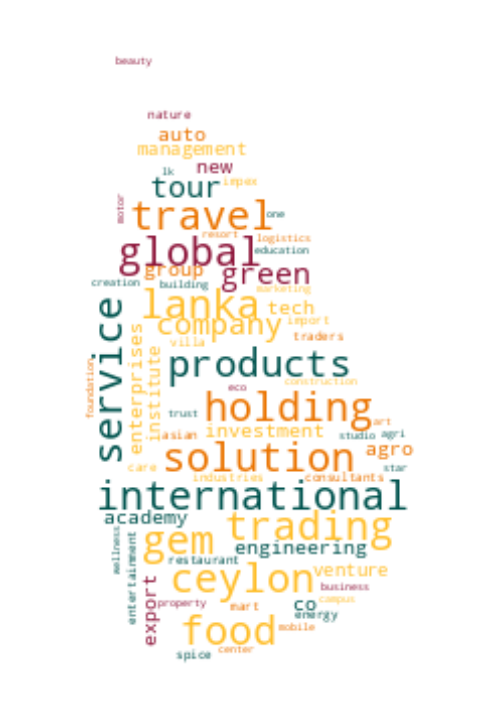 beauty
nature
auto
management
lk new
tour impex
motor travel one
resort logistics
global education
group green
creation building marketing
lanka tech
service company import
enterprises villa traders
institute products
eco construction
foundation holding art
trust investment studio agri
asian agro
care solution star
industries consultants
international
academy trading
wellness gem engineering
entertainment restaurant
ceylon venture
export business
property mart co campus
energy
food mobile
spice center